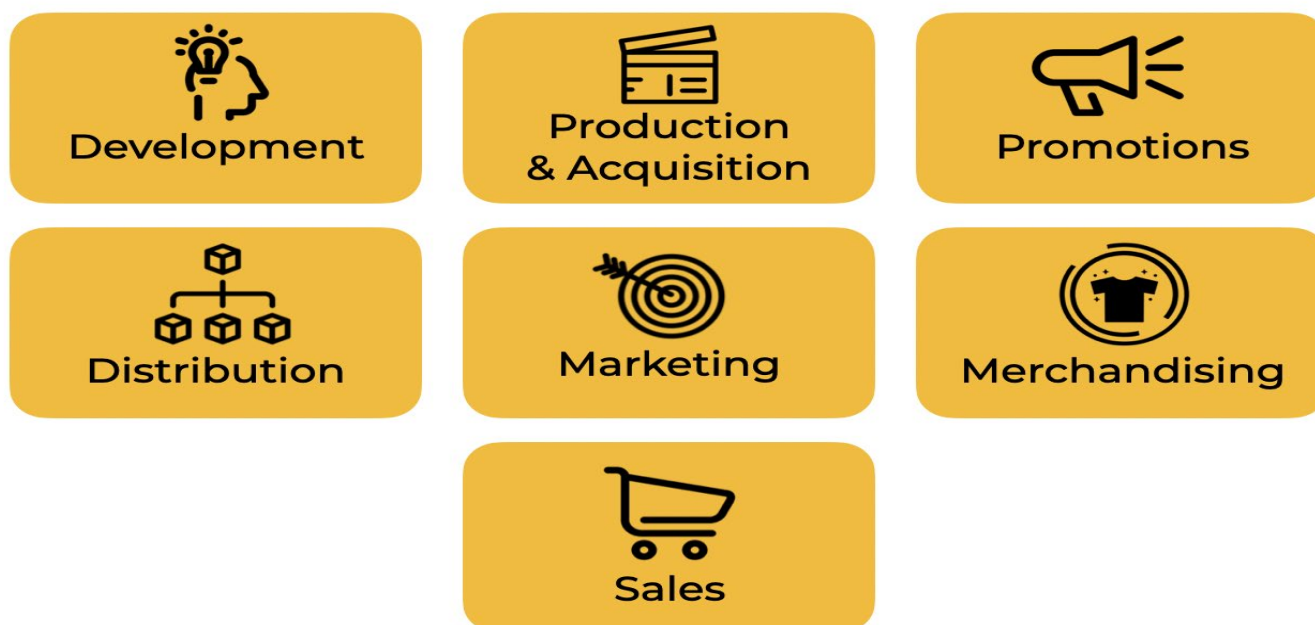 Development
Production
& Acquisition
Promotions
Distribution
Marketing
Merchandising
Sales